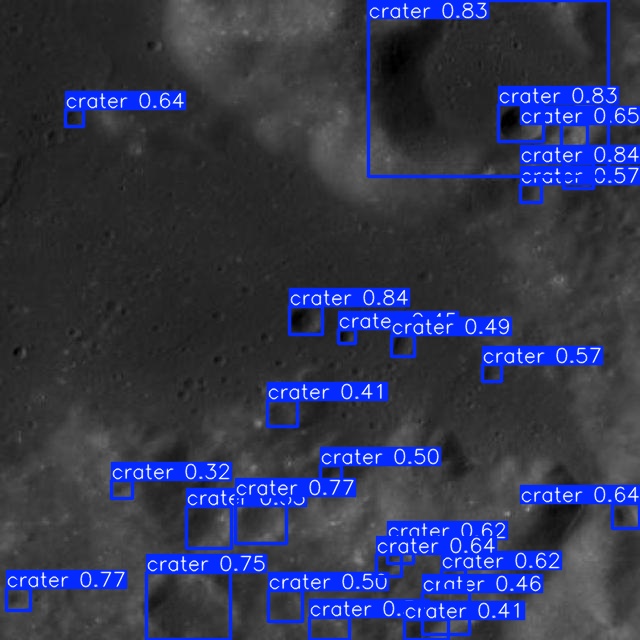 crater 0.83
crater 0.83
crater 0.64
crater 0.65
crater 0.84
crater 0.57
crater 0.84
crater 0.49
crater 0.57
crater 0.41
crater 0.50
crater 0.32
crater 0.77
crater 0.64
crater 0.62
crater 0.64
crater 0.62
crater 0.75
crater 0.77
crater 0.50
crater 0.46
crater 0.41